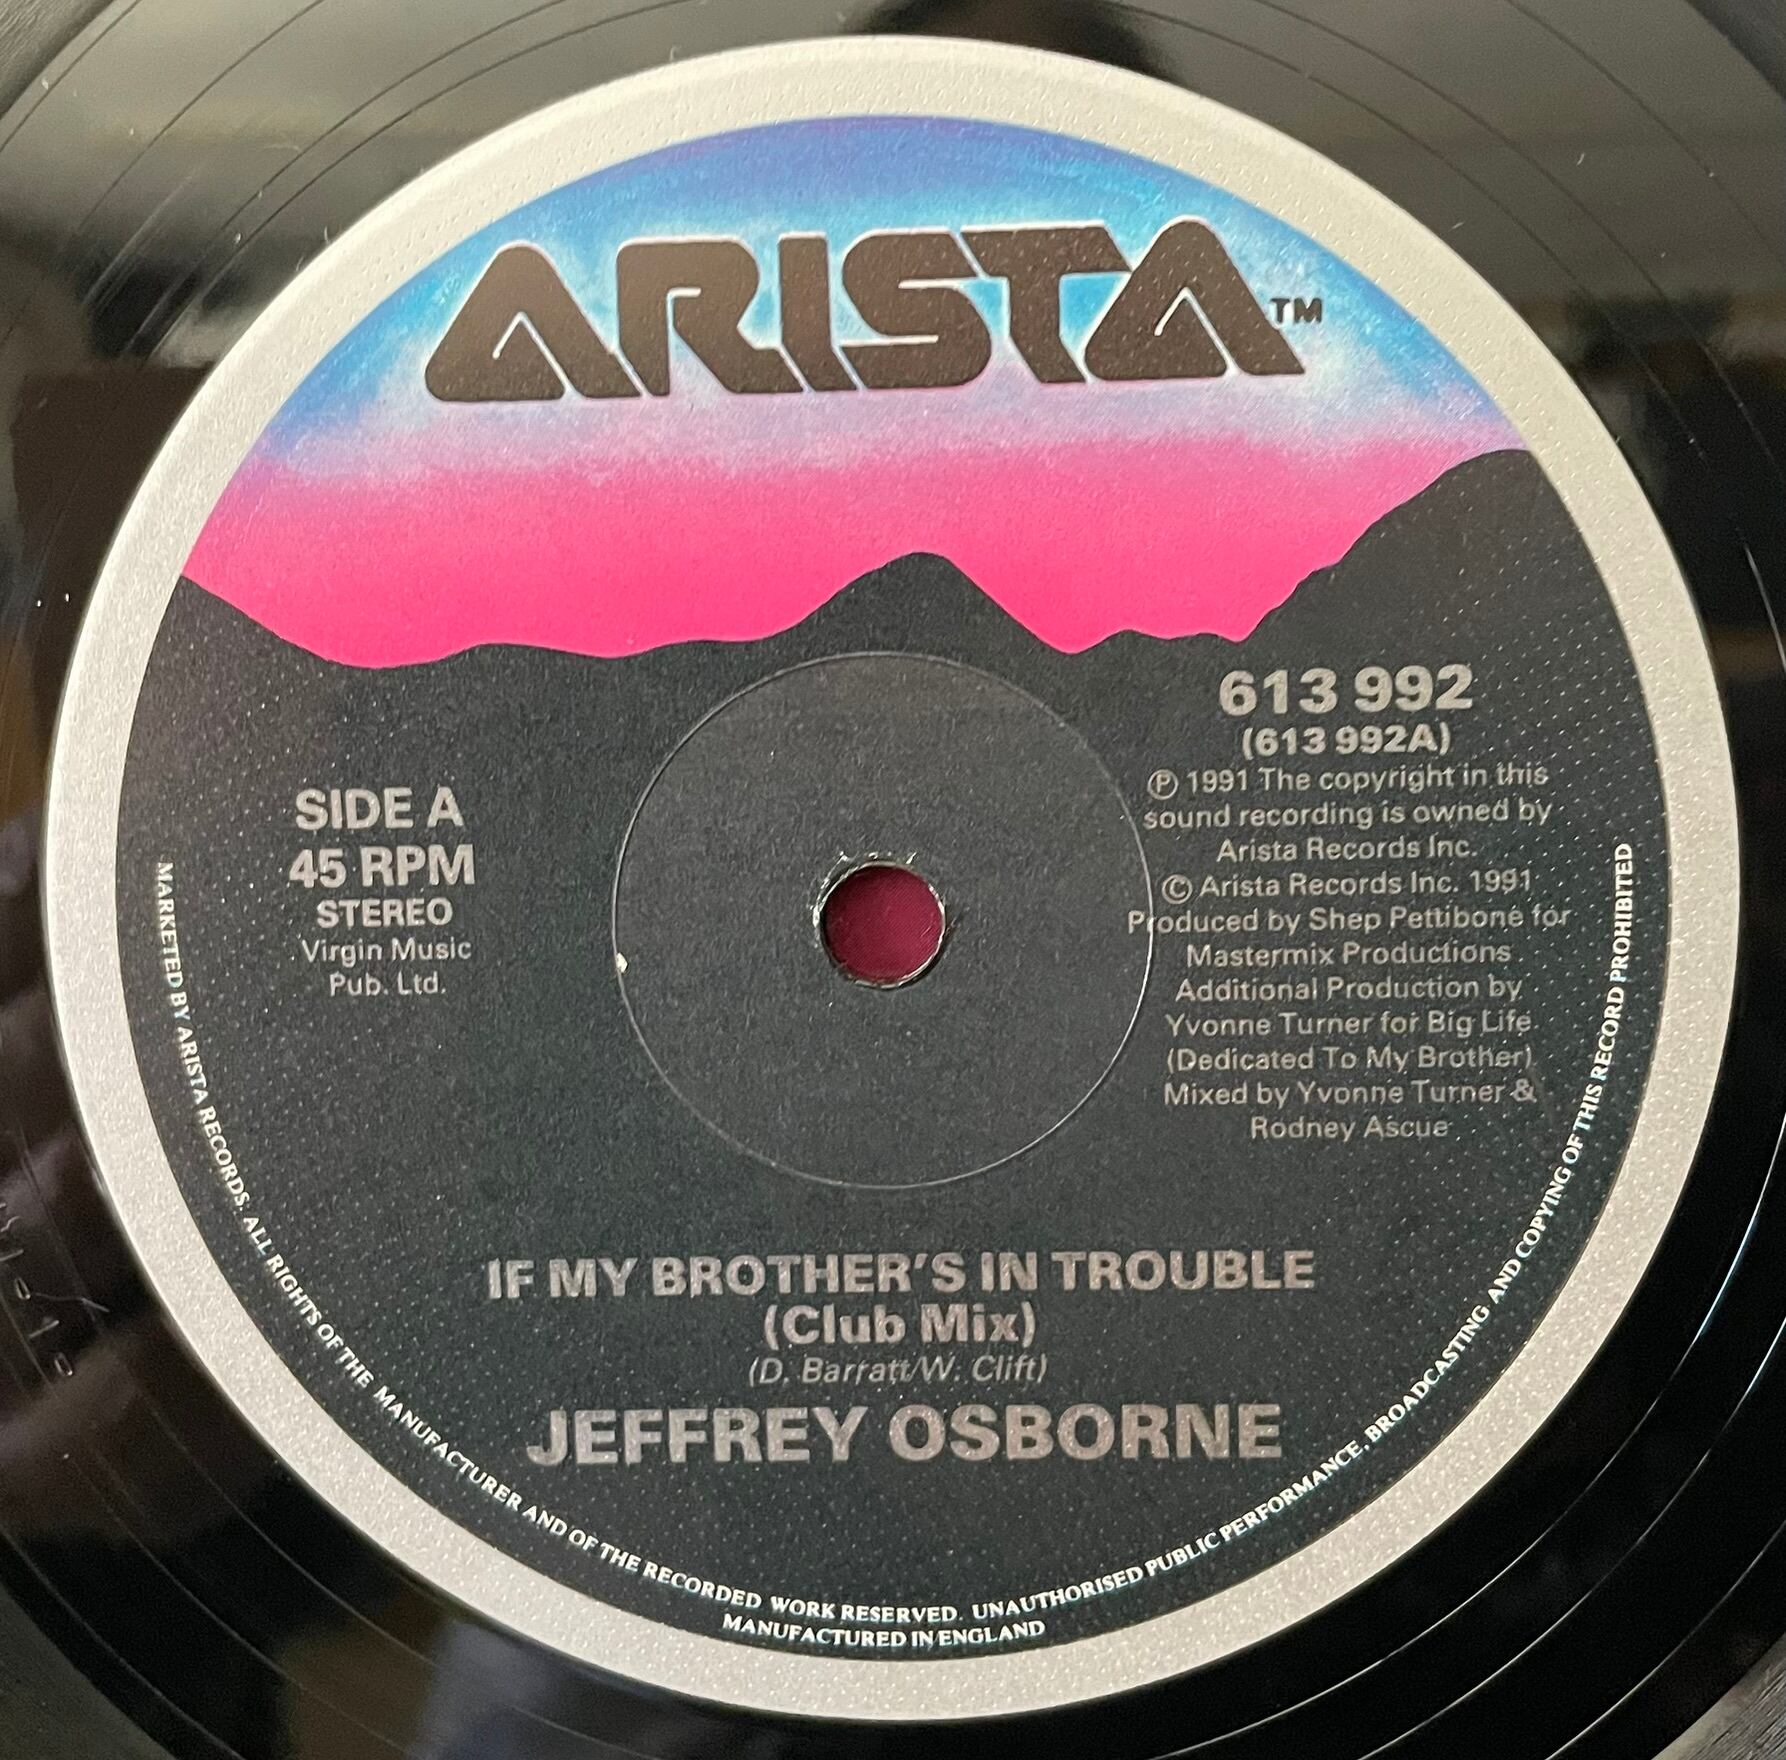 ARISTA™
613 992
(613 992A)
℗ 1991 The copyright in this
sound recording is owned by
Arista Records Inc.
© Arista Records Inc. 1991
Produced by Shep Pettibone for
Mastermix Productions
Additional Production by
Yvonne Turner for Big Life
(Dedicated To My Brother)
Mixed by Yvonne Turner &
Rodney Ascue
SIDE A
45 RPM
STEREO
Virgin Music
Pub. Ltd.
IF MY BROTHER'S IN TROUBLE
(Club Mix)
(D. Barratt/W. Clift)
JEFFREY OSBORNE
MARKETED BY ARISTA RECORDS: ALL RIGHTS OF THE MANUFACTURER AND OF THE RECORDED WORK RESERVED. UNAUTHORISED PUBLIC PERFORMANCE, BROADCASTING AND COPYING OF THIS RECORD PROHIBITED
MANUFACTURED IN ENGLAND